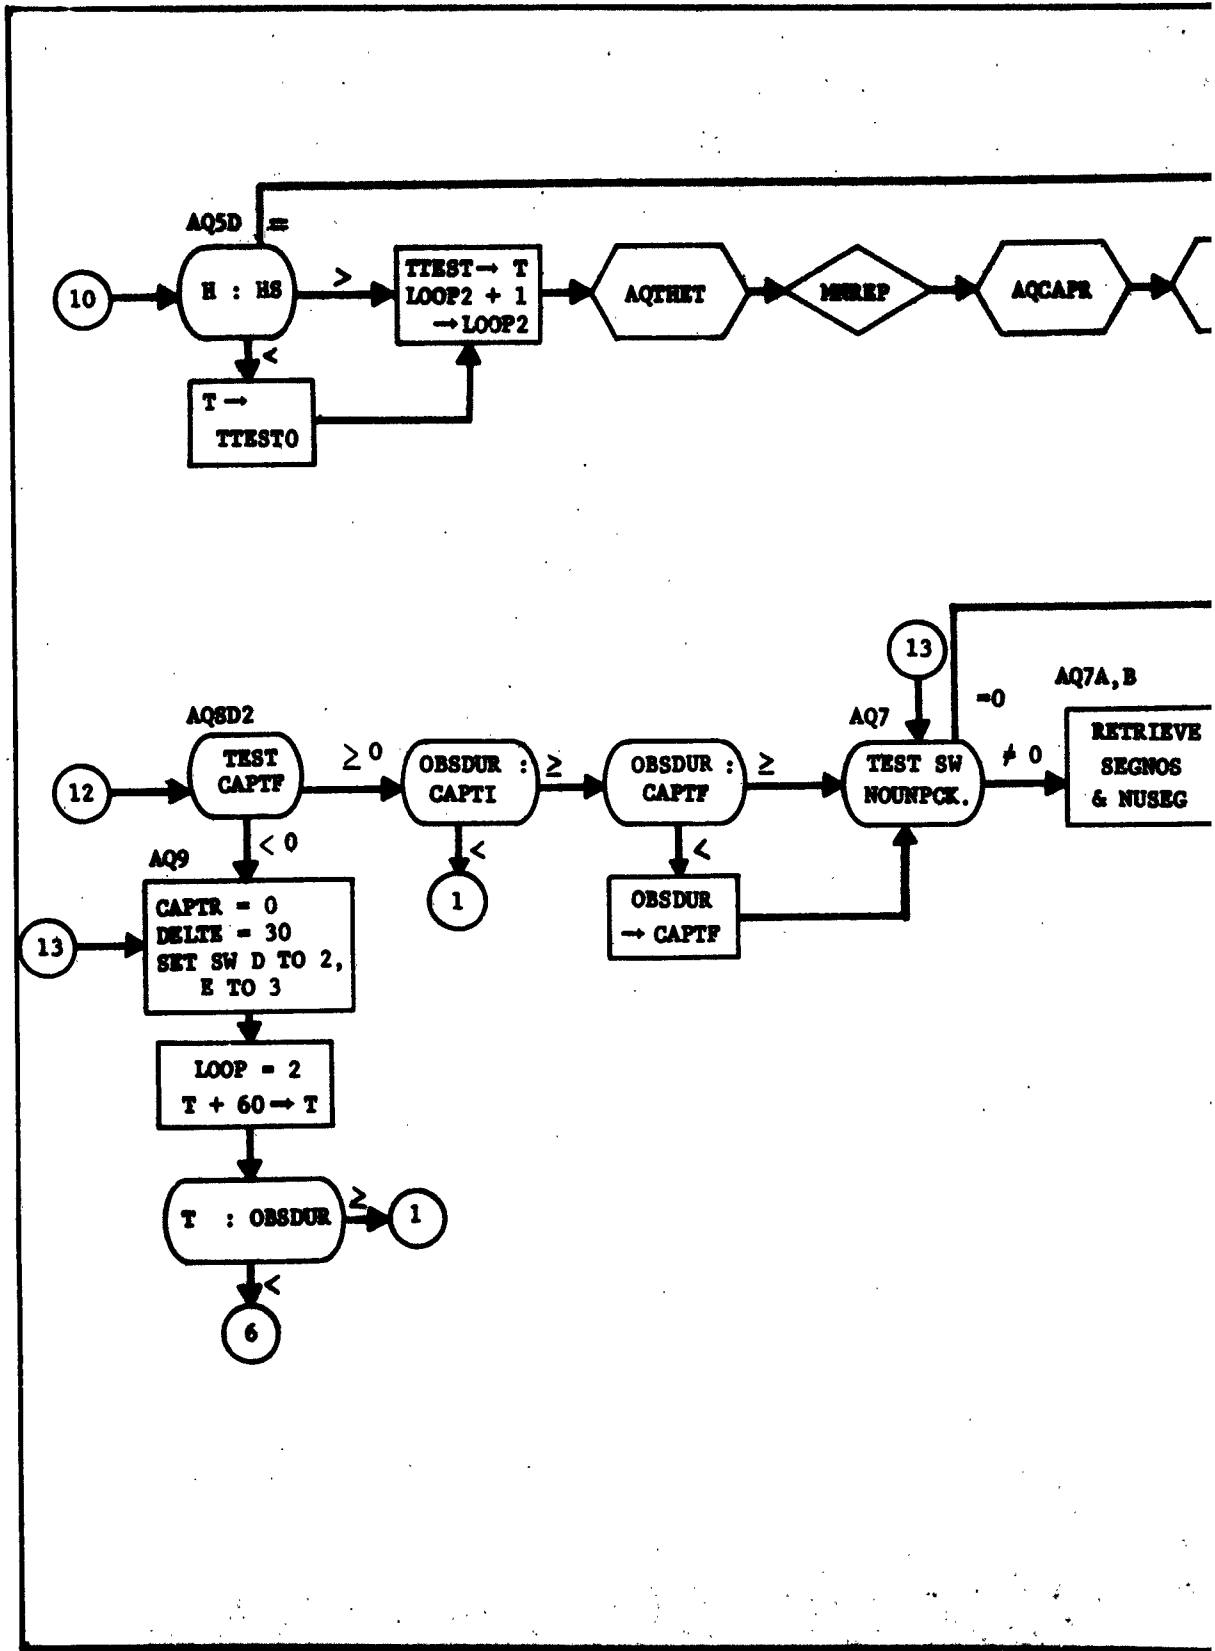 AQ5D =
10
H : HS
>
<
TTEST → T
LOOP2 + 1
→ LOOP2
AQTHET
MNREP
AQCAPR
T →
TTESTO
13
AQ8D2
12
TEST
CAPTF
≥ 0
< 0
OBSDUR :
CAPTI
≥
<
1
OBSDUR :
CAPTF
≥
<
OBSDUR
→ CAPTF
AQ7
TEST SW
NOUNPCK.
=0
≠ 0
AQ7A,B
RETRIEVE
SEGNOS
& NUSEG
AQ9
13
CAPTR = 0
DELTE = 30
SET SW D TO 2,
E TO 3
LOOP = 2
T + 60 → T
T : OBSDUR
≥
1
<
6